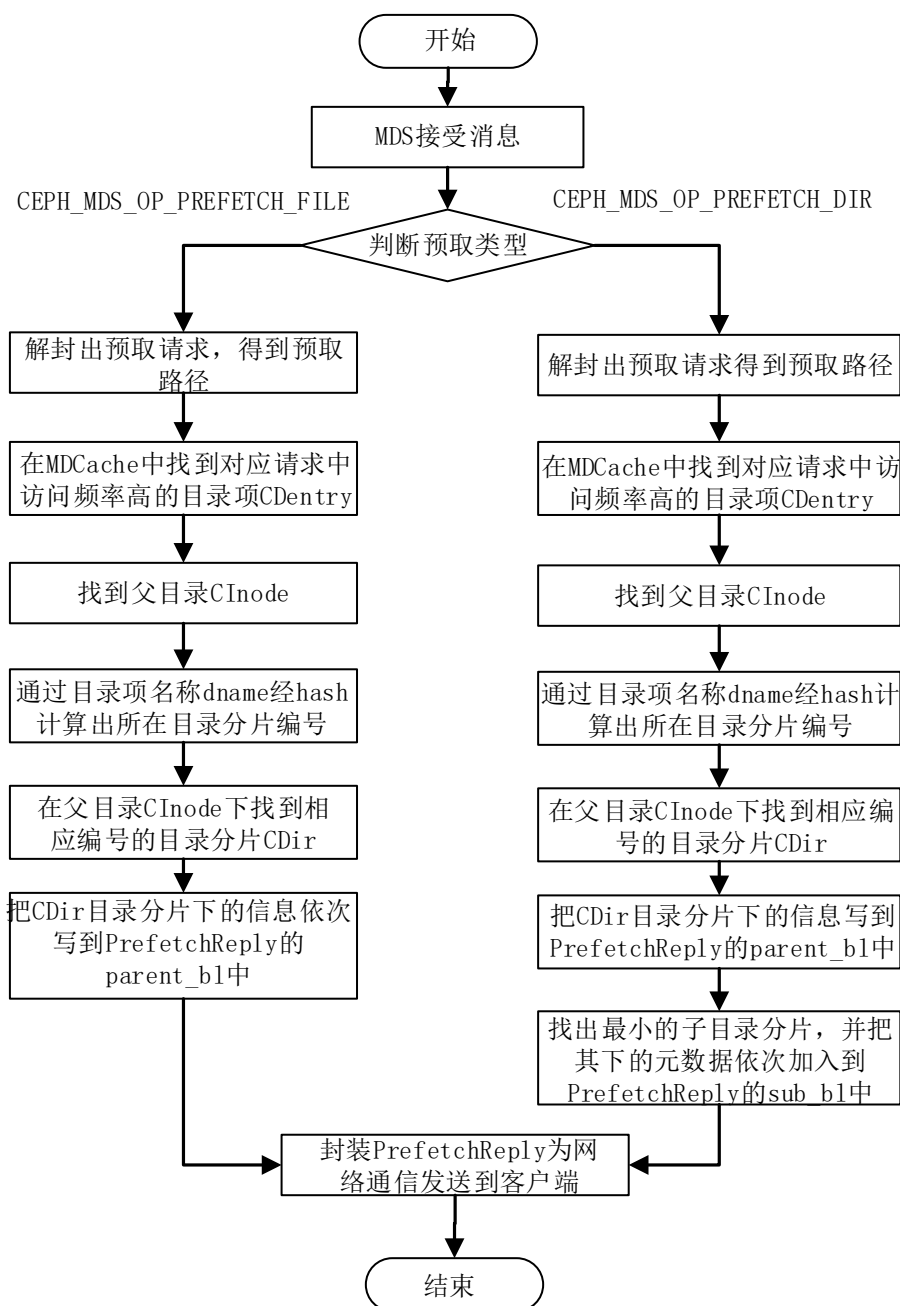 开始
MDS接受消息
CEPH_MDS_OP_PREFETCH_FILE
CEPH_MDS_OP_PREFETCH_DIR
判断预取类型
解封出预取请求，得到预取
路径
在MDCache中找到对应请求中
访问频率高的目录项CDentry
找到父目录CInode
通过目录项名称dname经hash
计算出所在目录分片编号
在父目录CInode下找到相
应编号的目录分片CDir
把CDir目录分片下的信息依次
写到PrefetchReply的
parent_bl中
解封出预取请求得到预取路径
在MDCache中找到对应请求中访
问频率高的目录项CDentry
找到父目录CInode
通过目录项名称dname经hash计
算出所在目录分片编号
在父目录CInode下找到相应编
号的目录分片CDir
把CDir目录分片下的信息写到
PrefetchReply的parent_bl中
找出最小的子目录分片，并把
其下的元数据依次加入到
PrefetchReply的sub_bl中
封装PrefetchReply为网
络通信发送到客户端
结束